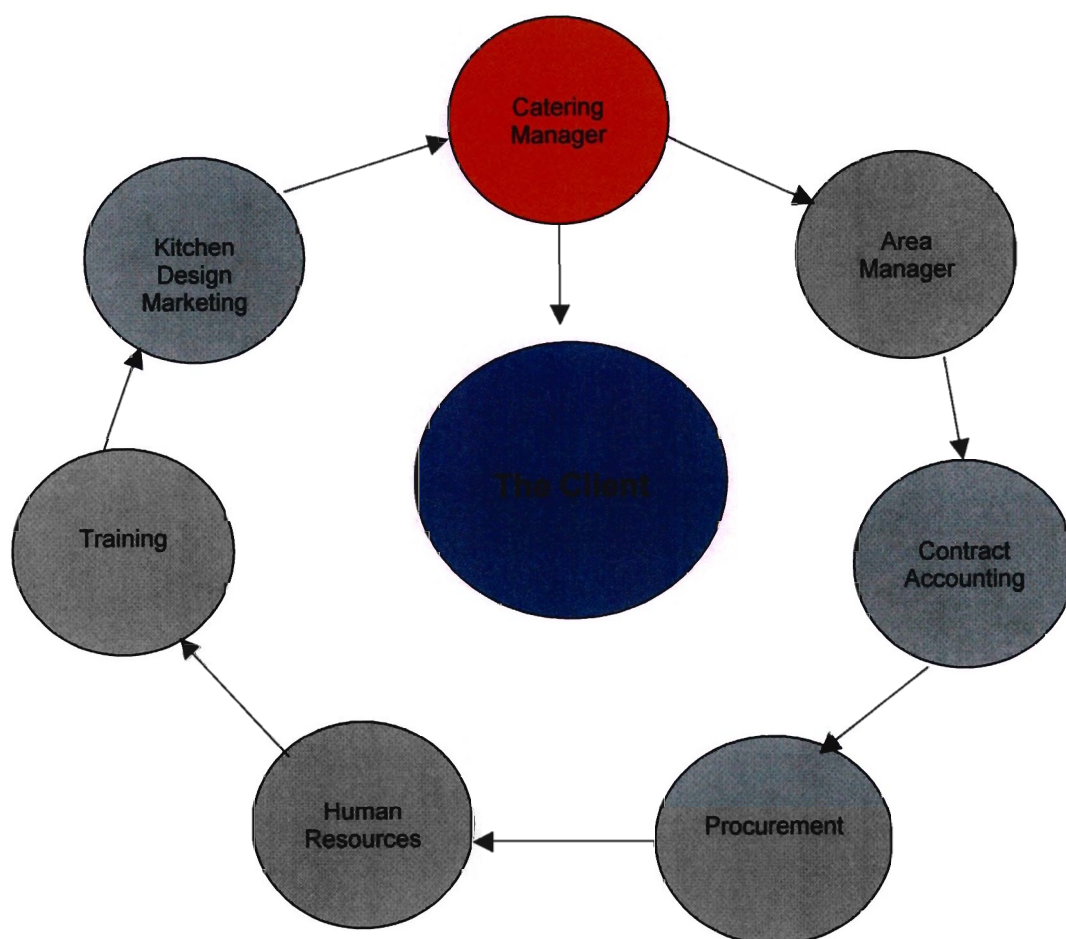 Catering
Manager
Kitchen
Design
Marketing
Area
Manager
The Client
Training
Contract
Accounting
Human
Resources
Procurement